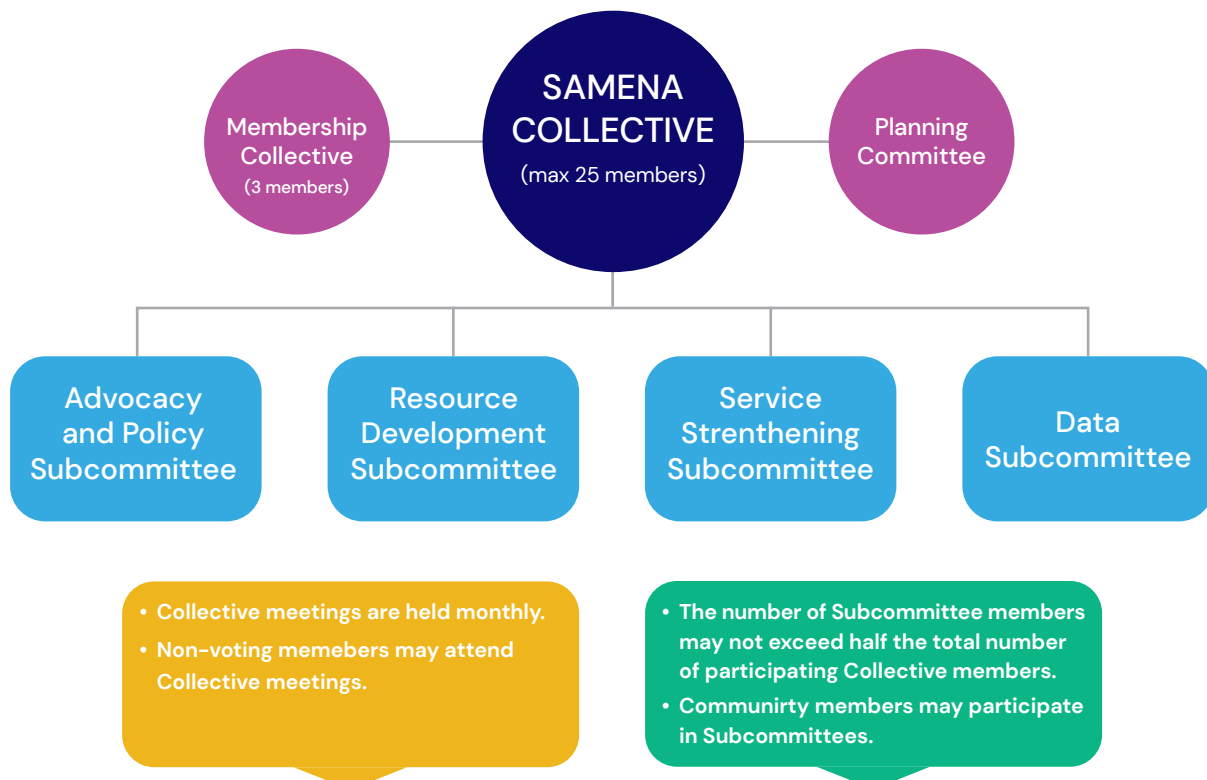 Membership
Collective
(3 members)
SAMENA
COLLECTIVE
(max 25 members)
Planning
Committee
Advocacy
and Policy
Subcommittee
Resource
Development
Subcommittee
Service
Strenthening
Subcommittee
Data
Subcommittee
• Collective meetings are held monthly.
• Non-voting memebers may attend
Collective meetings.
• The number of Subcommittee members
may not exceed half the total number
of participating Collective members.
• Communirty members may participate
in Subcommittees.